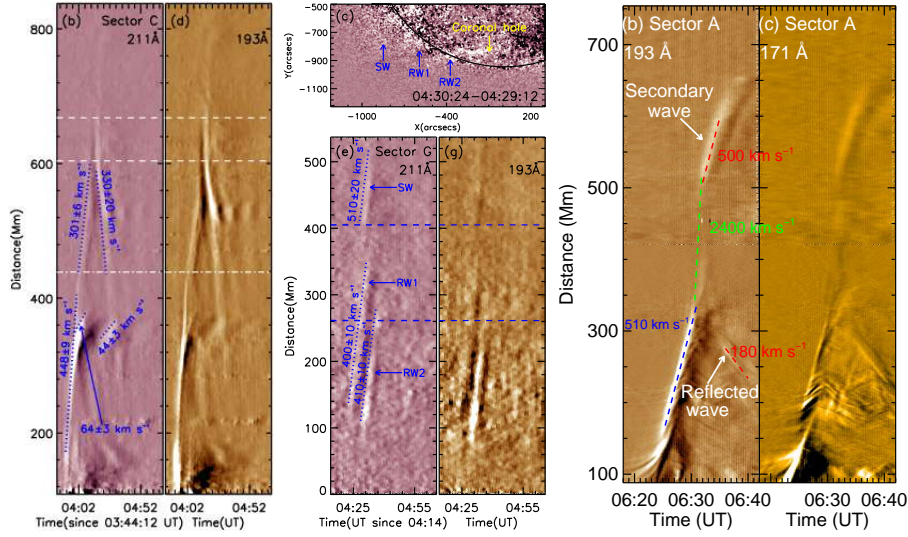 (b) Sector C (d)
211Å 193Å
800
600
400
200
Distance(Mm)
301±6 km s⁻¹
330±20 km s⁻¹
448±9 km s⁻¹
44±3 km s⁻¹
64±3 km s⁻¹
04:02 04:52 04:02 04:52
Time(since 03:44:12 UT) Time(UT)
(c)
Coronal hole
-500
-700
-900
-1100
Y(arcsecs)
SW RW1 RW2
04:30:24-04:29:12
-1000 -400 200
X(arcsecs)
(e) Sector G (g)
211Å 193Å
500
400
300
200
100
0
Distance(Mm)
510±20 km s⁻¹
SW
RW1
400±10 km s⁻¹
410±10 km s⁻¹
RW2
04:25 04:55 04:25 04:55
Time(UT since 04:14) Time(UT)
(b) Sector A (c) Sector A
193 Å 171Å
700
500
300
100
Distance (Mm)
Secondary
wave
500 km s⁻¹
2400 km s⁻¹
510 km s⁻¹
180 km s⁻¹
Reflected
wave
06:20 06:30 06:40 06:30 06:40
Time (UT) Time (UT)